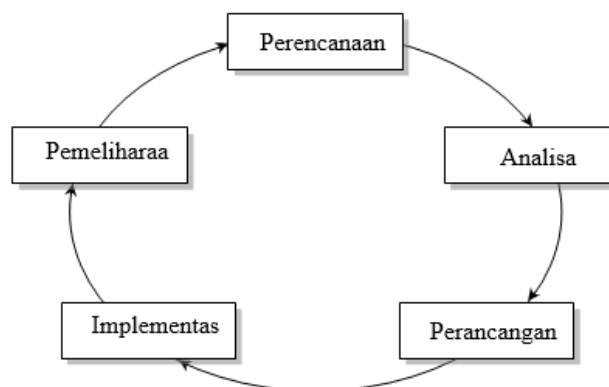 Perencanaan
Analisa
Perancangan
Implementas
Pemeliharaa